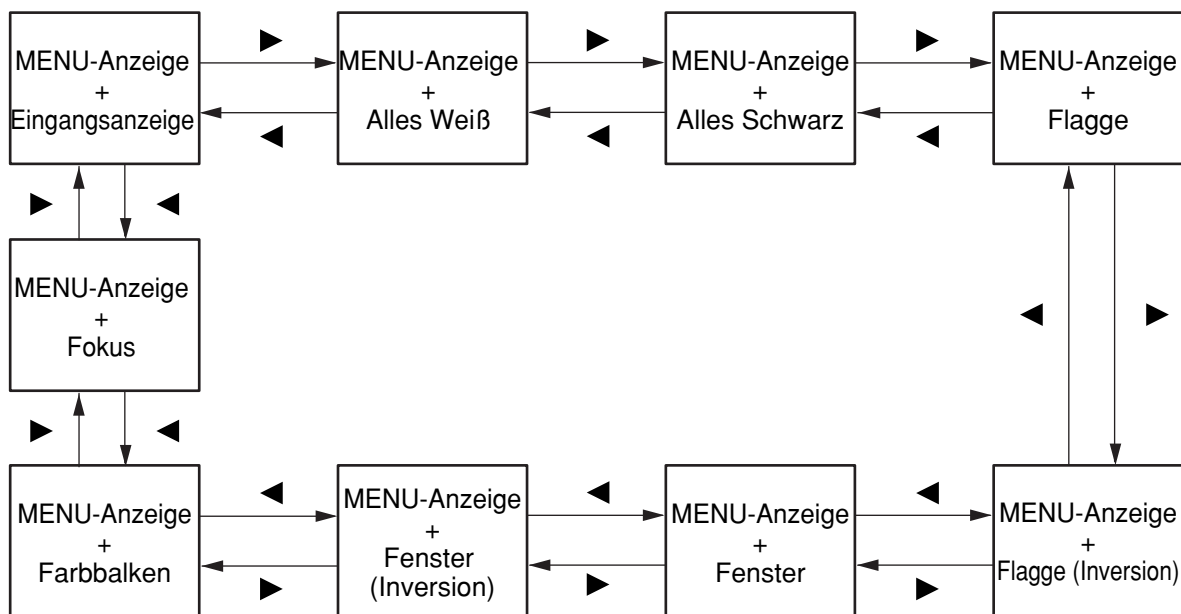 MENU-Anzeige
+
Eingangsanzeige
MENU-Anzeige
+
Alles Weiß
MENU-Anzeige
+
Alles Schwarz
MENU-Anzeige
+
Flagge
MENU-Anzeige
+
Fokus
MENU-Anzeige
+
Farbbalken
MENU-Anzeige
+
Fenster
(Inversion)
MENU-Anzeige
+
Fenster
MENU-Anzeige
+
Flagge (Inversion)